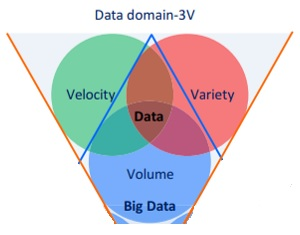 Data domain-3V
Velocity
Variety
Data
Volume
Big Data